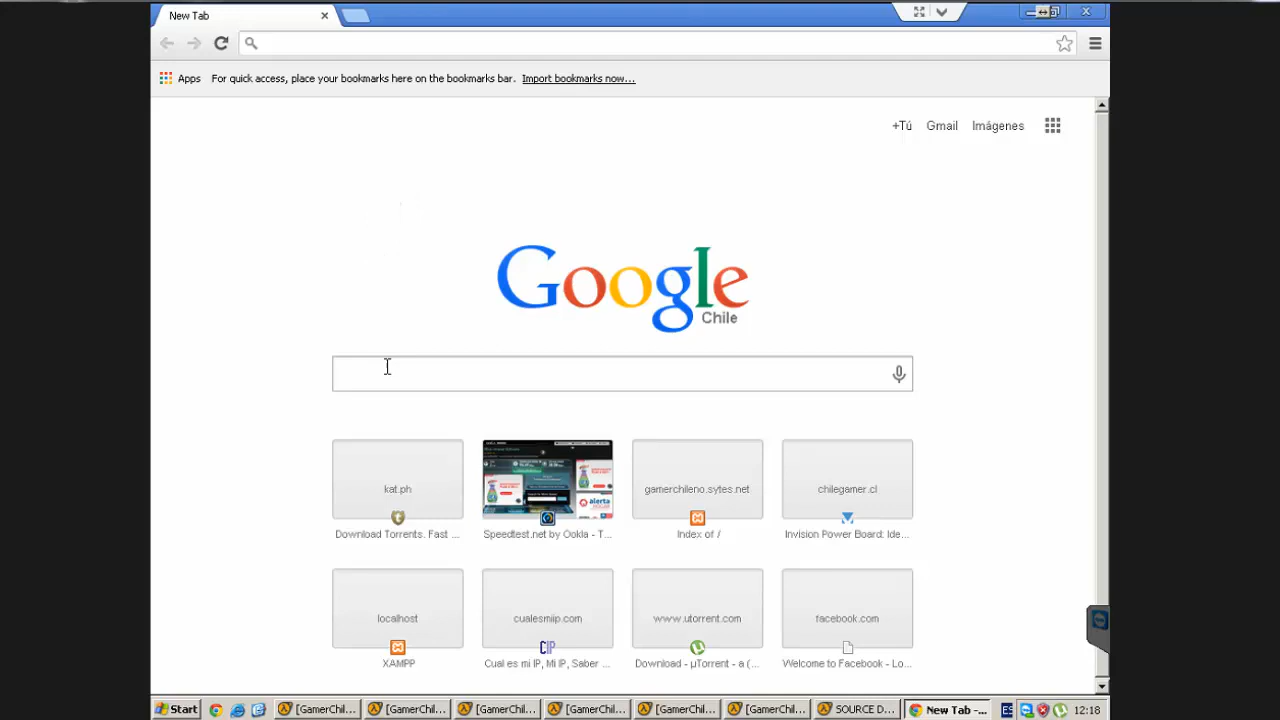 New Tab
Apps For quick access, place your bookmarks here on the bookmarks bar. Import bookmarks now...
+Tú Gmail Imágenes
Google
Chile
kat.ph gamerchileno.sytes.net chilegamer.cl
Download Torrents. Fast ... Speedtest.net by Ookla - T... Index of / Invision Power Board: Ide...
localhost cualesmiip.com www.utorrent.com facebook.com
XAMPP Cual es mi IP, Mi IP, Saber ... Download - µTorrent - a (... Welcome to Facebook - Lo...
Start [GamerChil... [GamerChil... [GamerChil... [GamerChil... [GamerChil... [GamerChil... SOURCE D... New Tab -... ES 12:18